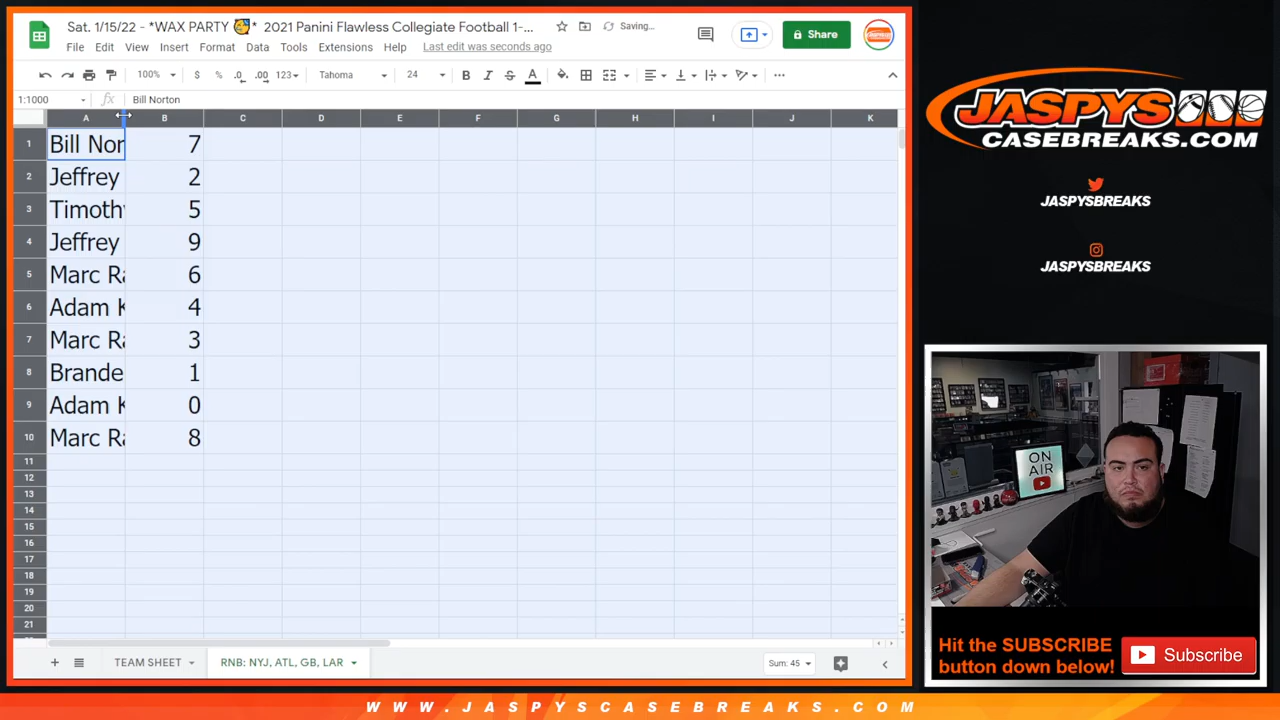 Sat. 1/15/22 - *WAX PARTY 🥳* 2021 Panini Flawless Collegiate Football 1-...
Saving...
Share
File Edit View Insert Format Data Tools Extensions Help Last edit was seconds ago
100% $ % .0 .00 123 Tahoma 24 B I S A
1:1000 fx Bill Norton
A B C D E F G H I J K
1 Bill Nor 7
2 Jeffrey 2
3 Timothy 5
4 Jeffrey 9
5 Marc Ra 6
6 Adam K 4
7 Marc Ra 3
8 Brande 1
9 Adam K 0
10 Marc Ra 8
11
12
13
14
15
16
17
18
19
20
21
TEAM SHEET RNB: NYJ, ATL, GB, LAR Sum: 45
JASPYS
CASEBREAKS.COM
JASPYSBREAKS
JASPYSBREAKS
ON
AIR
Hit the SUBSCRIBE
button down below!
Subscribe
WWW.JASPYSCASEBREAKS.COM